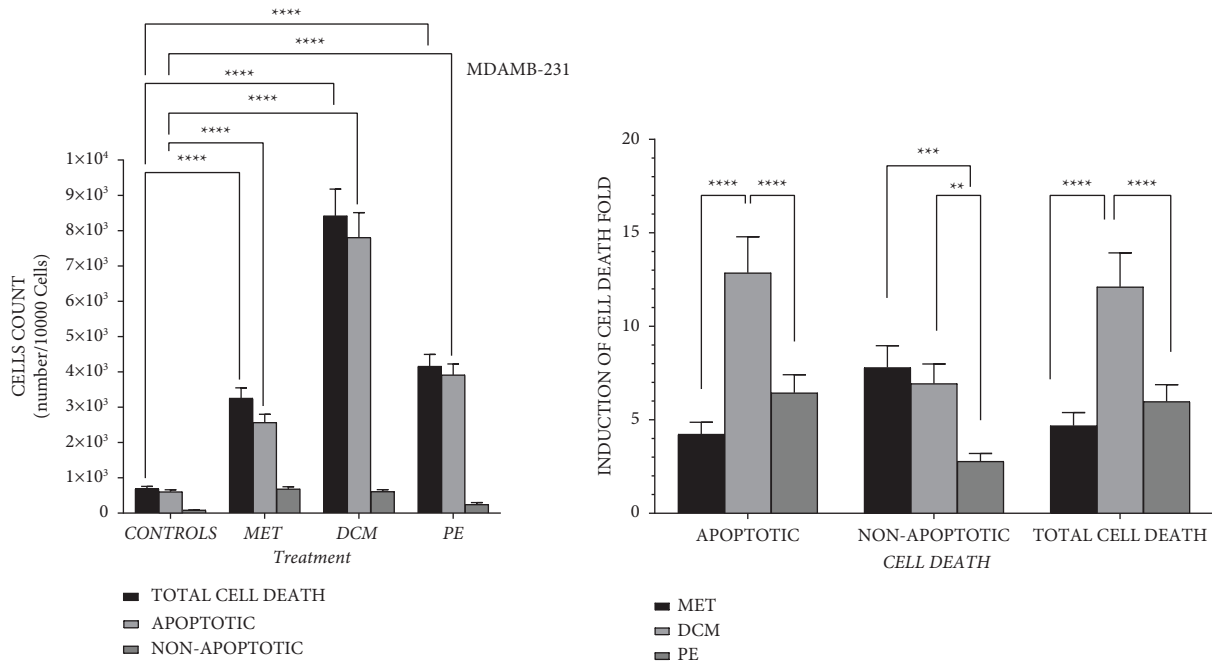 ****
****
MDAMB-231
****
****
****
****
CELLS COUNT
(number/10000 Cells)
1×10⁴
9×10³
8×10³
7×10³
6×10³
5×10³
4×10³
3×10³
2×10³
1×10³
0
CONTROLS MET DCM PE
Treatment
TOTAL CELL DEATH
APOPTOTIC
NON-APOPTOTIC
INDUCTION OF CELL DEATH FOLD
20
15
10
5
0
**** ****
***
**
**** ****
APOPTOTIC NON-APOPTOTIC TOTAL CELL DEATH
CELL DEATH
MET
DCM
PE